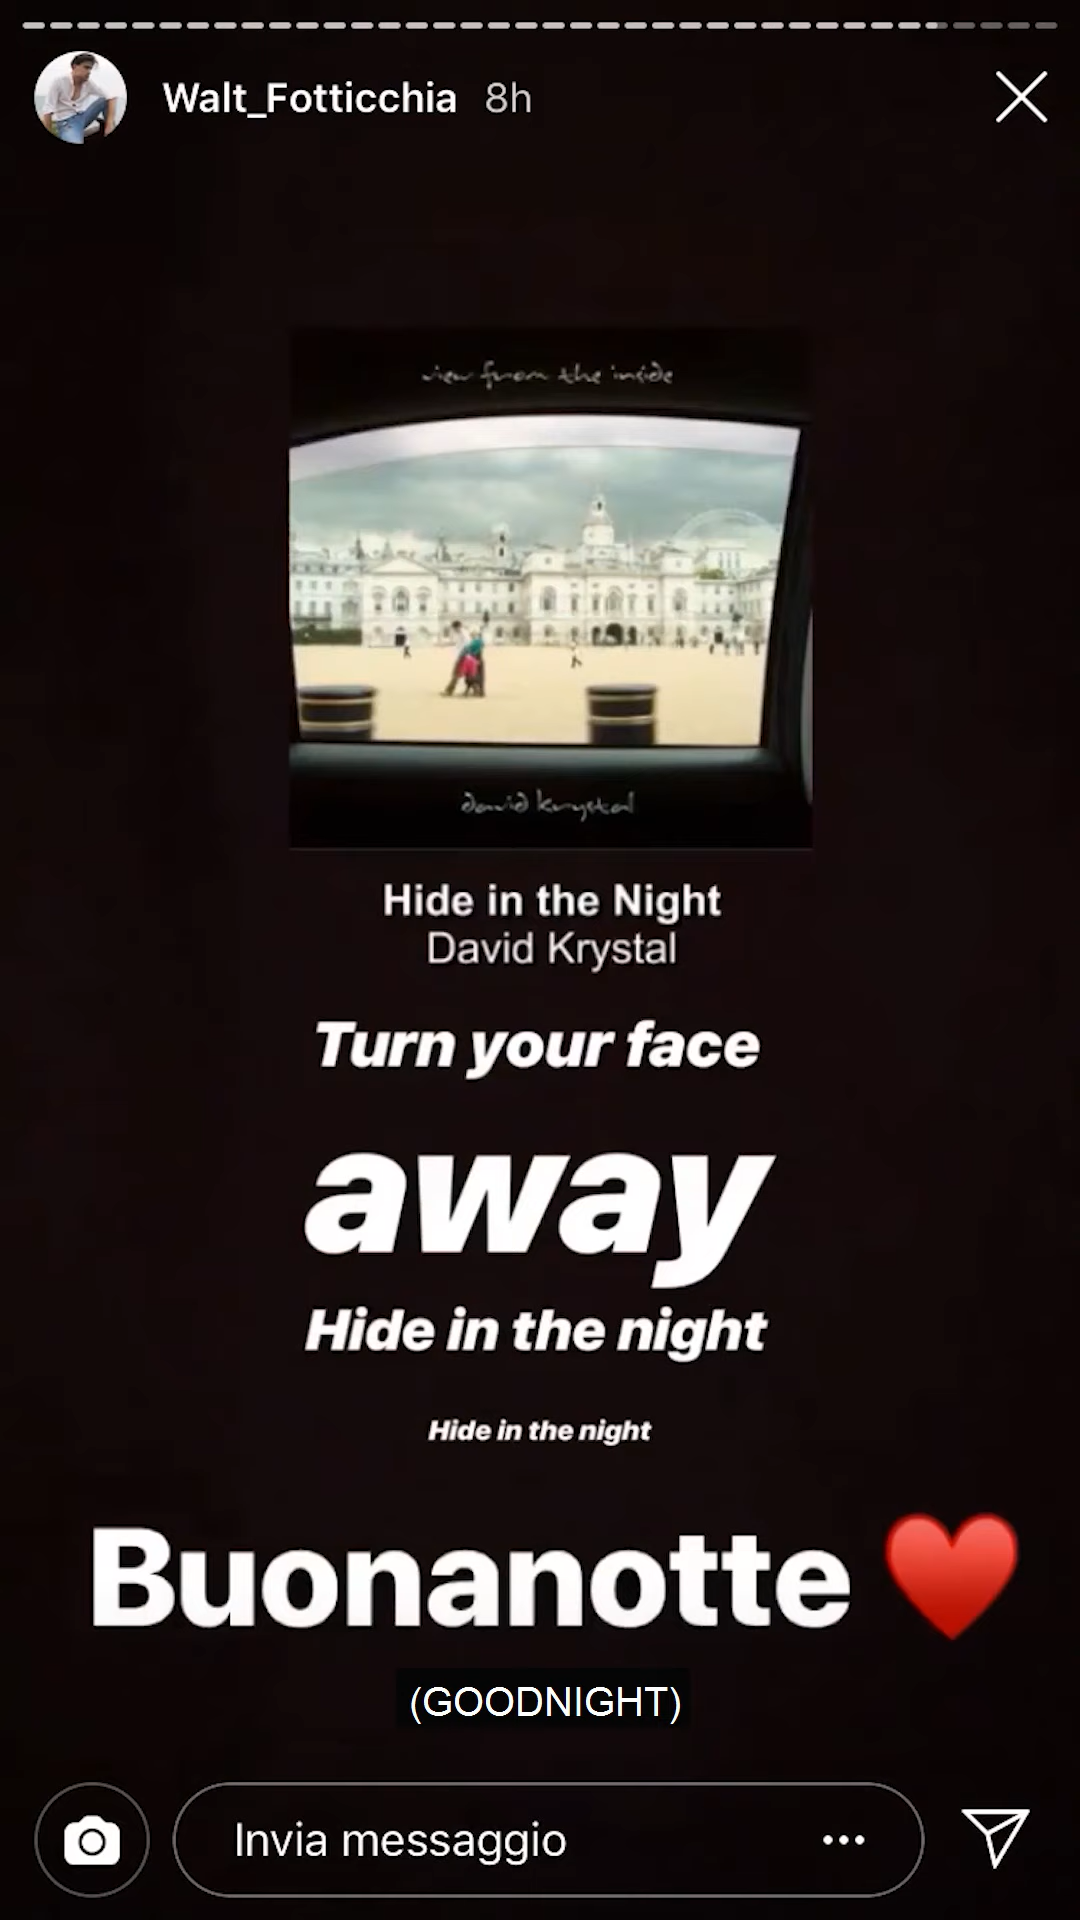 Walt_Fotticchia 8h
view from the inside
david krystal
Hide in the Night
David Krystal
Turn your face
away
Hide in the night
Hide in the night
Buonanotte
(GOODNIGHT)
Invia messaggio